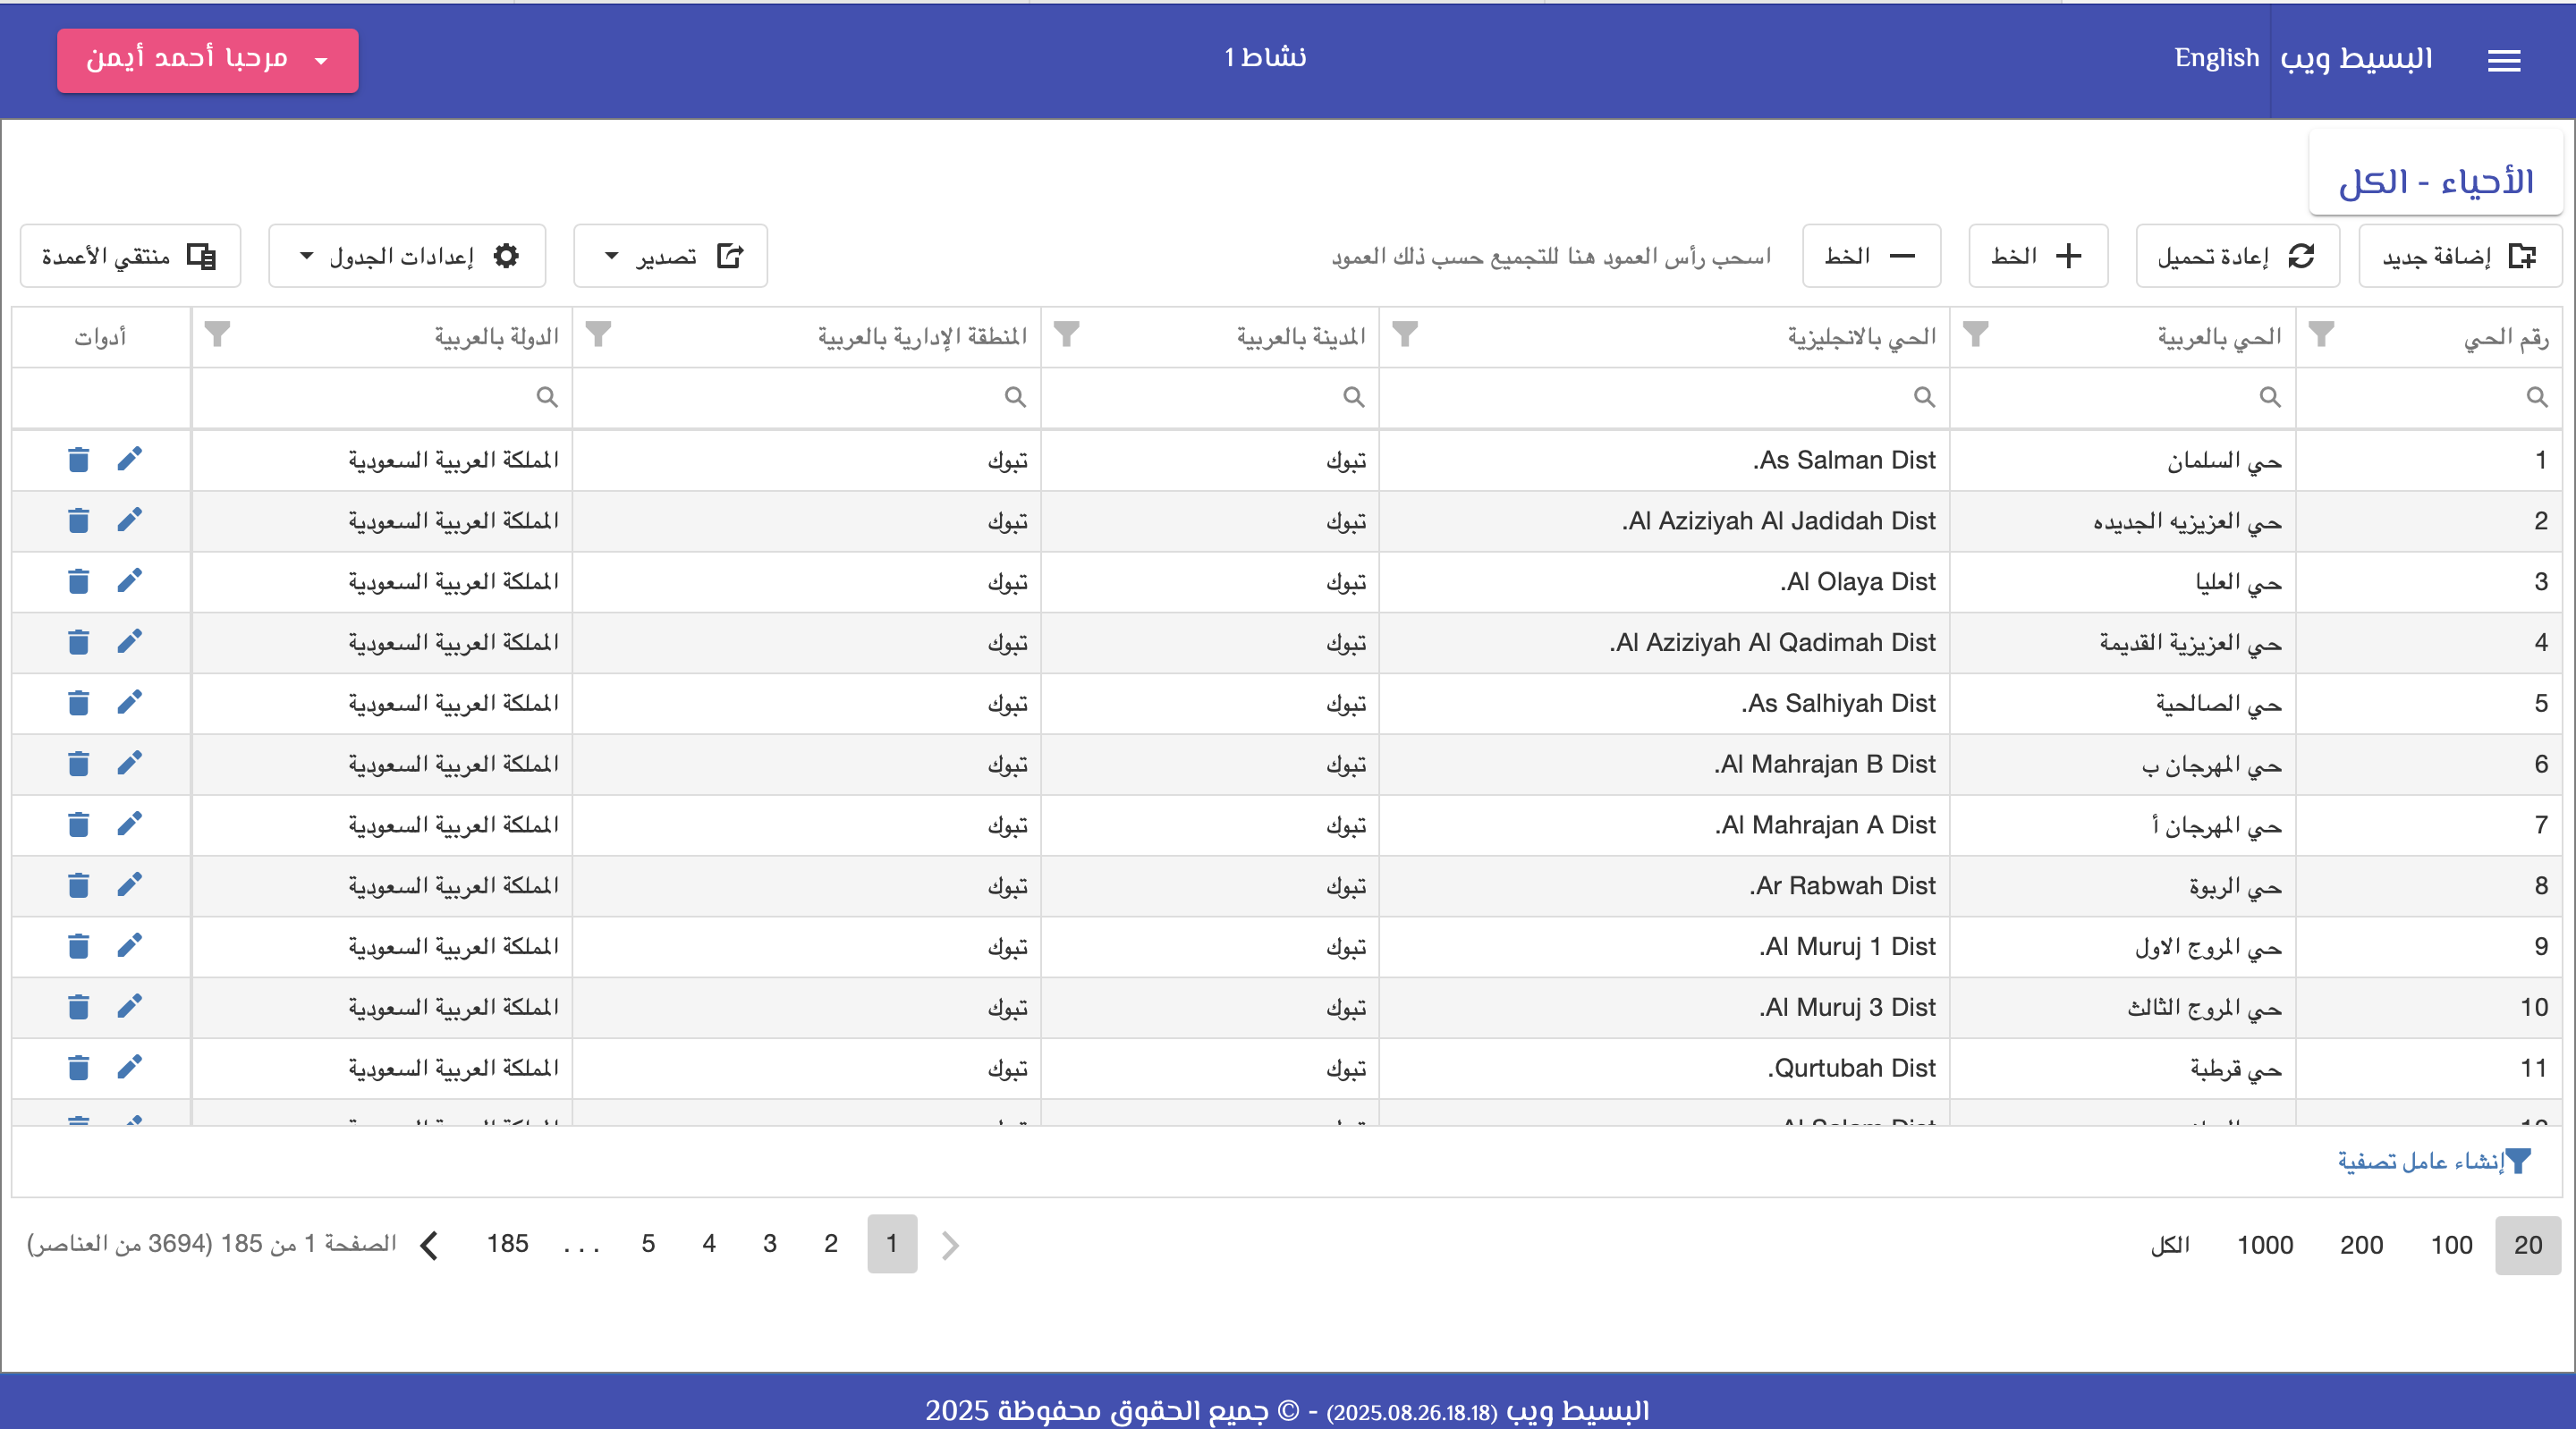 البسيط ويب English نشاط 1 مرحبا أحمد أيمن
الأحياء - الكل
إضافة جديد إعادة تحميل الخط الخط اسحب رأس العمود هنا للتجميع حسب ذلك العمود تصدير إعدادات الجدول منتقي الأعمدة
رقم الحي الحي بالعربية الحي بالانجليزية المدينة بالعربية المنطقة الإدارية بالعربية الدولة بالعربية أدوات
1 حي السلمان As Salman Dist. تبوك تبوك المملكة العربية السعودية
2 حي العزيزيه الجديده Al Aziziyah Al Jadidah Dist. تبوك تبوك المملكة العربية السعودية
3 حي العليا Al Olaya Dist. تبوك تبوك المملكة العربية السعودية
4 حي العزيزية القديمة Al Aziziyah Al Qadimah Dist. تبوك تبوك المملكة العربية السعودية
5 حي الصالحية As Salhiyah Dist. تبوك تبوك المملكة العربية السعودية
6 حي المهرجان ب Al Mahrajan B Dist. تبوك تبوك المملكة العربية السعودية
7 حي المهرجان أ Al Mahrajan A Dist. تبوك تبوك المملكة العربية السعودية
8 حي الربوة Ar Rabwah Dist. تبوك تبوك المملكة العربية السعودية
9 حي المروج الاول Al Muruj 1 Dist. تبوك تبوك المملكة العربية السعودية
10 حي المروج الثالث Al Muruj 3 Dist. تبوك تبوك المملكة العربية السعودية
11 حي قرطبة Qurtubah Dist. تبوك تبوك المملكة العربية السعودية
إنشاء عامل تصفية
20 100 200 1000 الكل 1 2 3 4 5 . . . 185 الصفحة 1 من 185 (3694 من العناصر)
البسيط ويب (2025.08.26.18.18) - © جميع الحقوق محفوظة 2025